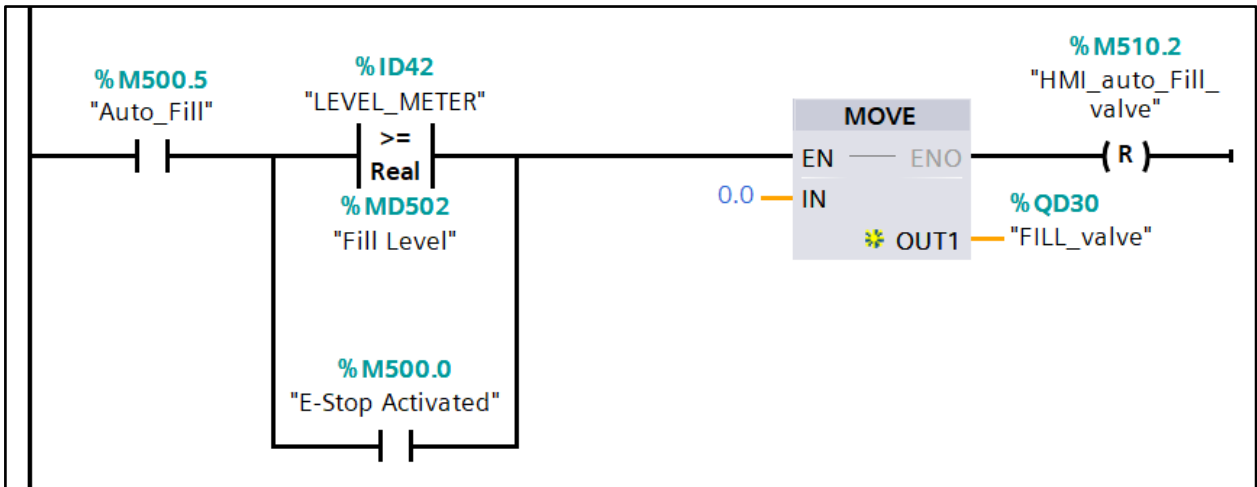 %M500.5
"Auto_Fill"
%ID42
"LEVEL_METER"
>=
Real
%MD502
"Fill Level"
%M500.0
"E-Stop Activated"
MOVE
EN ENO
0.0 IN
OUT1
%QD30
"FILL_valve"
%M510.2
"HMI_auto_Fill_
valve"
R